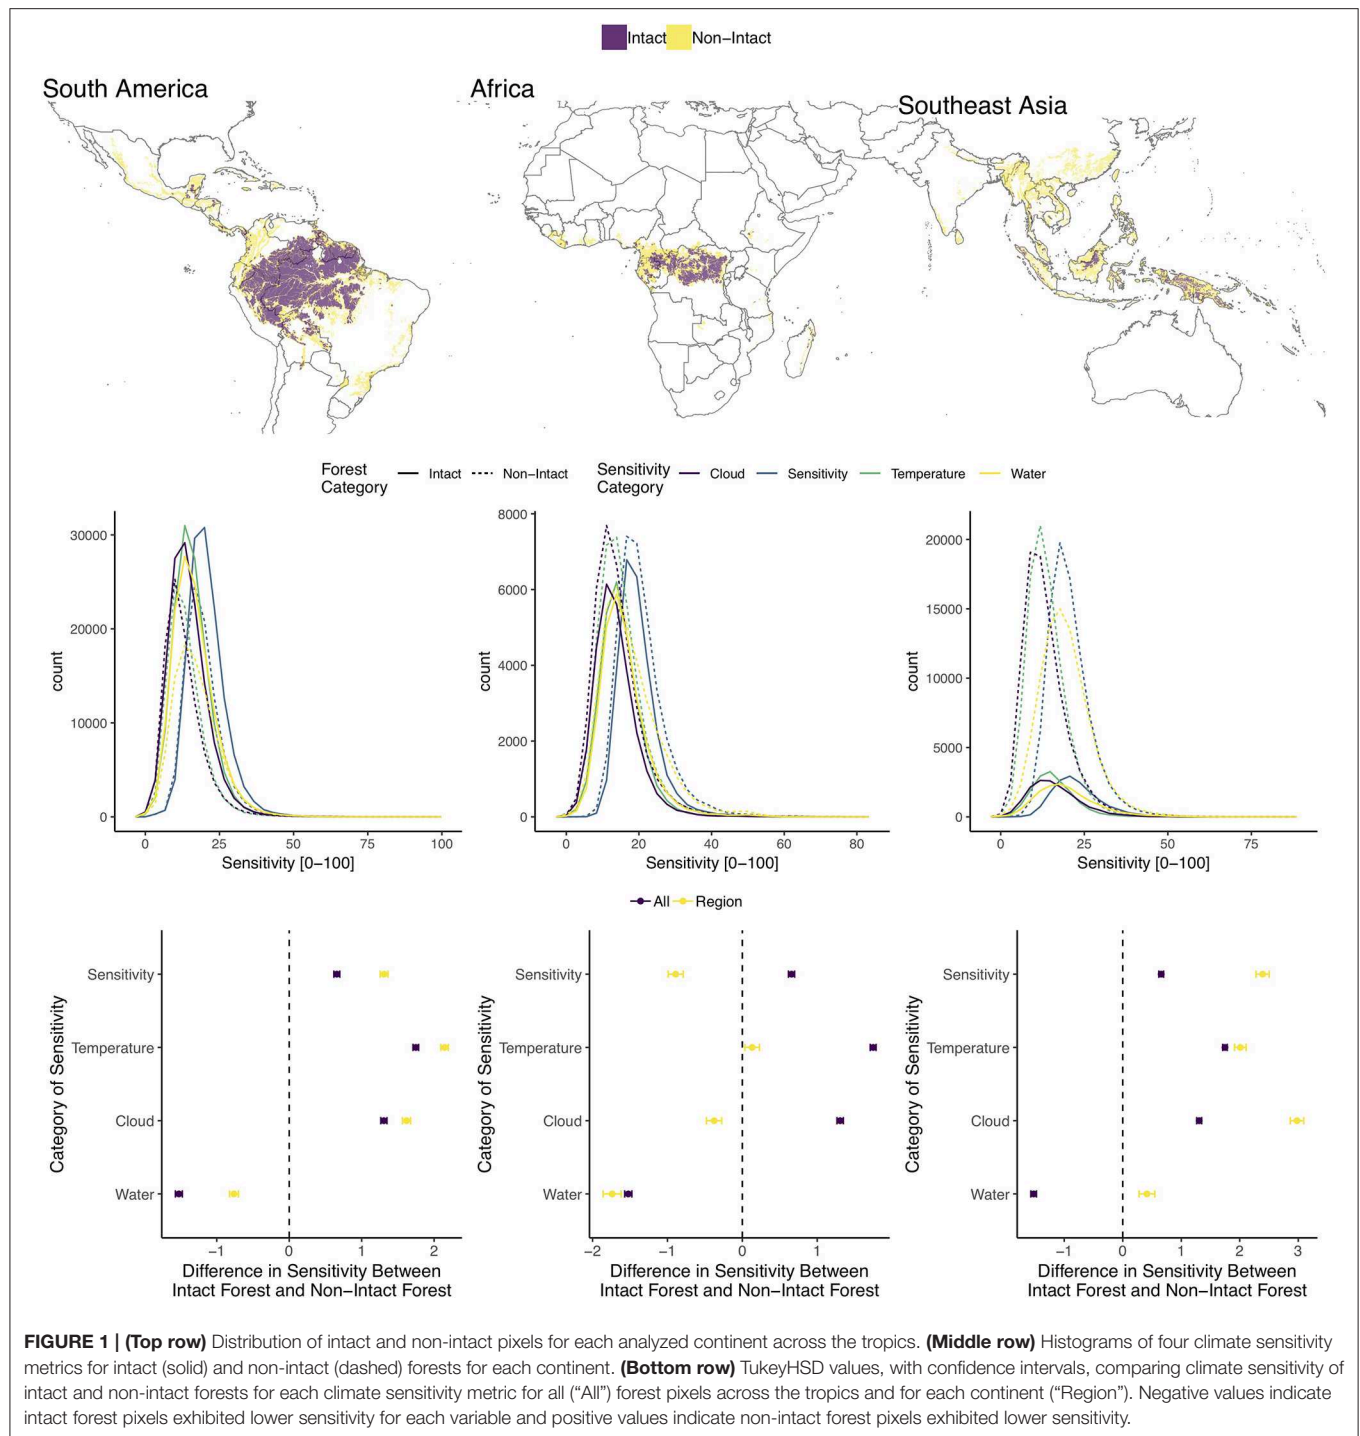 Intact Non−Intact
South America
Africa
Southeast Asia
Forest Category Intact Non−Intact Sensitivity Category Cloud Sensitivity Temperature Water
30000
20000
10000
0
count
0 25 50 75 100
Sensitivity [0−100]
8000
6000
4000
2000
0
count
0 20 40 60 80
Sensitivity [0−100]
20000
15000
10000
5000
0
count
0 25 50 75
Sensitivity [0−100]
All Region
Category of Sensitivity
Sensitivity
Temperature
Cloud
Water
−1 0 1 2
Difference in Sensitivity Between
Intact Forest and Non−Intact Forest
Category of Sensitivity
Sensitivity
Temperature
Cloud
Water
−2 −1 0 1
Difference in Sensitivity Between
Intact Forest and Non−Intact Forest
Category of Sensitivity
Sensitivity
Temperature
Cloud
Water
−1 0 1 2 3
Difference in Sensitivity Between
Intact Forest and Non−Intact Forest
FIGURE 1 | (Top row) Distribution of intact and non-intact pixels for each analyzed continent across the tropics. (Middle row) Histograms of four climate sensitivity
metrics for intact (solid) and non-intact (dashed) forests for each continent. (Bottom row) TukeyHSD values, with confidence intervals, comparing climate sensitivity of
intact and non-intact forests for each climate sensitivity metric for all (“All”) forest pixels across the tropics and for each continent (“Region”). Negative values indicate
intact forest pixels exhibited lower sensitivity for each variable and positive values indicate non-intact forest pixels exhibited lower sensitivity.